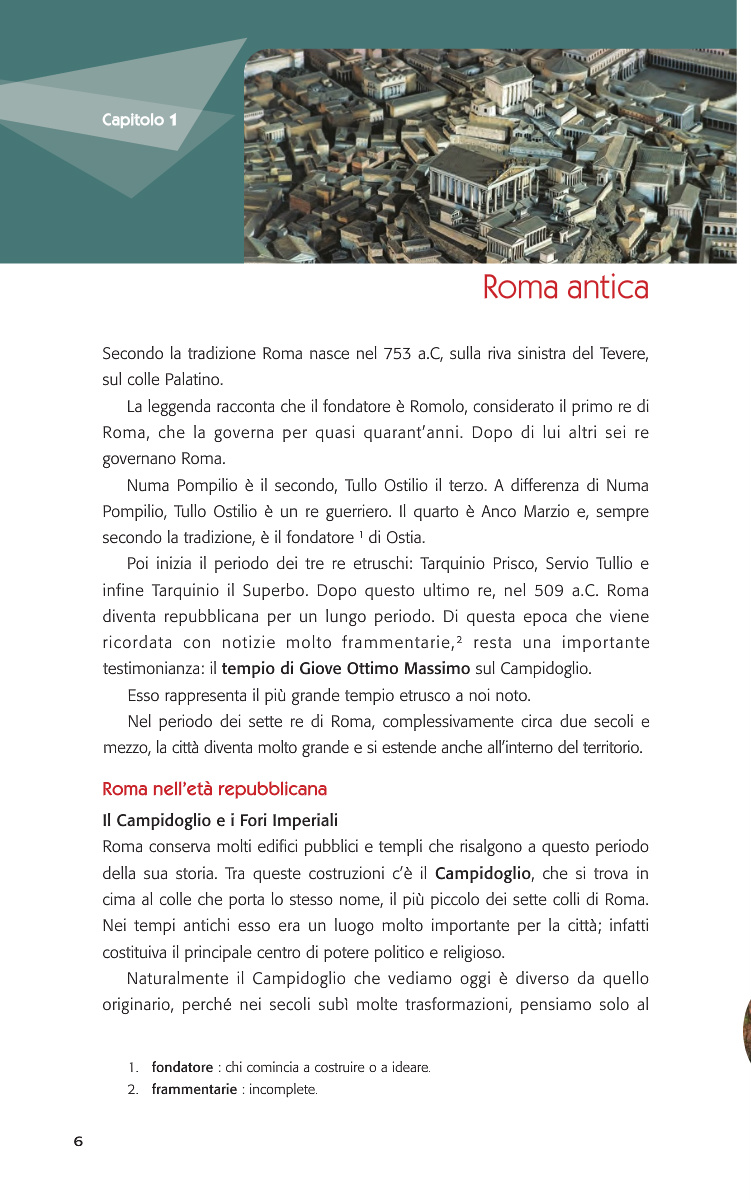 Capitolo 1
Roma antica
Secondo la tradizione Roma nasce nel 753 a.C, sulla riva sinistra del Tevere,
sul colle Palatino.
La leggenda racconta che il fondatore è Romolo, considerato il primo re di
Roma, che la governa per quasi quarant'anni. Dopo di lui altri sei re
governano Roma.
Numa Pompilio è il secondo, Tullo Ostilio il terzo. A differenza di Numa
Pompilio, Tullo Ostilio è un re guerriero. Il quarto è Anco Marzio e, sempre
secondo la tradizione, è il fondatore ¹ di Ostia.
Poi inizia il periodo dei tre re etruschi: Tarquinio Prisco, Servio Tullio e
infine Tarquinio il Superbo. Dopo questo ultimo re, nel 509 a.C. Roma
diventa repubblicana per un lungo periodo. Di questa epoca che viene
ricordata con notizie molto frammentarie,² resta una importante
testimonianza: il tempio di Giove Ottimo Massimo sul Campidoglio.
Esso rappresenta il più grande tempio etrusco a noi noto.
Nel periodo dei sette re di Roma, complessivamente circa due secoli e
mezzo, la città diventa molto grande e si estende anche all'interno del territorio.
Roma nell'età repubblicana
Il Campidoglio e i Fori Imperiali
Roma conserva molti edifici pubblici e templi che risalgono a questo periodo
della sua storia. Tra queste costruzioni c'è il Campidoglio, che si trova in
cima al colle che porta lo stesso nome, il più piccolo dei sette colli di Roma.
Nei tempi antichi esso era un luogo molto importante per la città; infatti
costituiva il principale centro di potere politico e religioso.
Naturalmente il Campidoglio che vediamo oggi è diverso da quello
originario, perché nei secoli subì molte trasformazioni, pensiamo solo al
1. fondatore : chi comincia a costruire o a ideare.
2. frammentarie : incomplete.
6